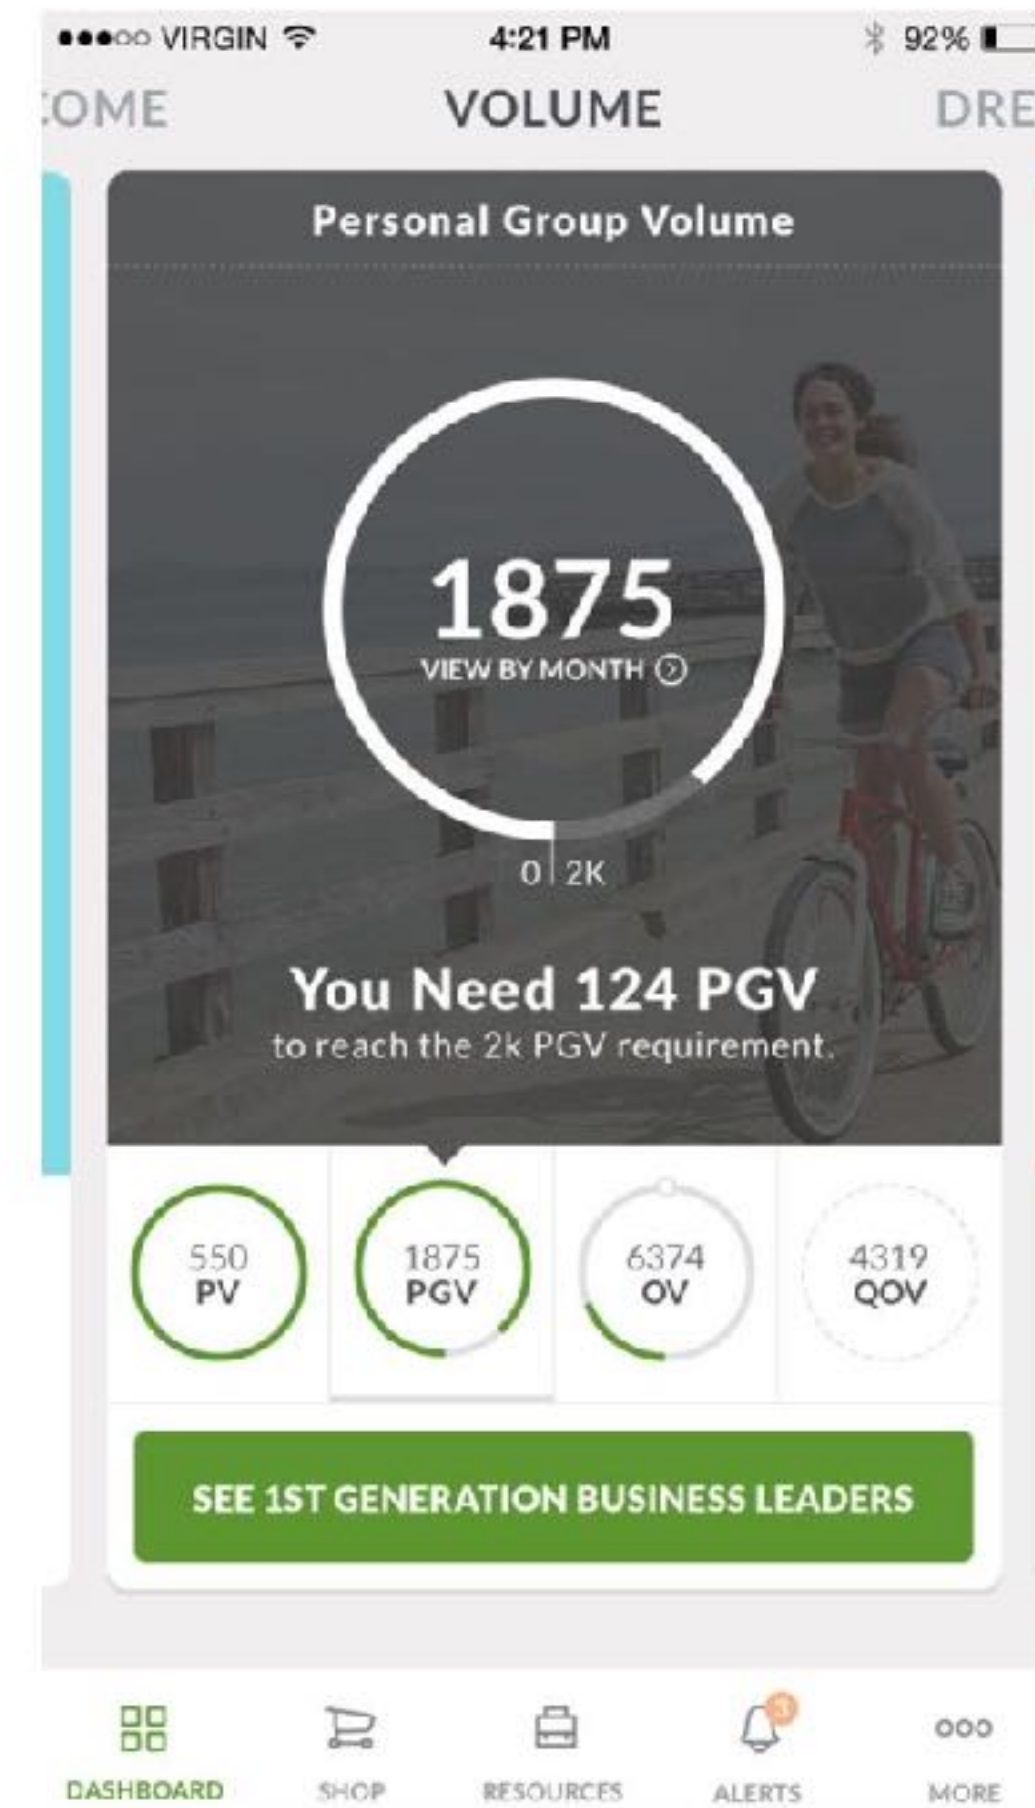 VIRGIN 4:21 PM 92%
COME VOLUME DRE
Personal Group Volume
1875
VIEW BY MONTH
0 2K
You Need 124 PGV
to reach the 2k PGV requirement.
550 1875 6374 4319
PV PGV OV QOV
SEE 1ST GENERATION BUSINESS LEADERS
3
DASHBOARD SHOP RESOURCES ALERTS MORE